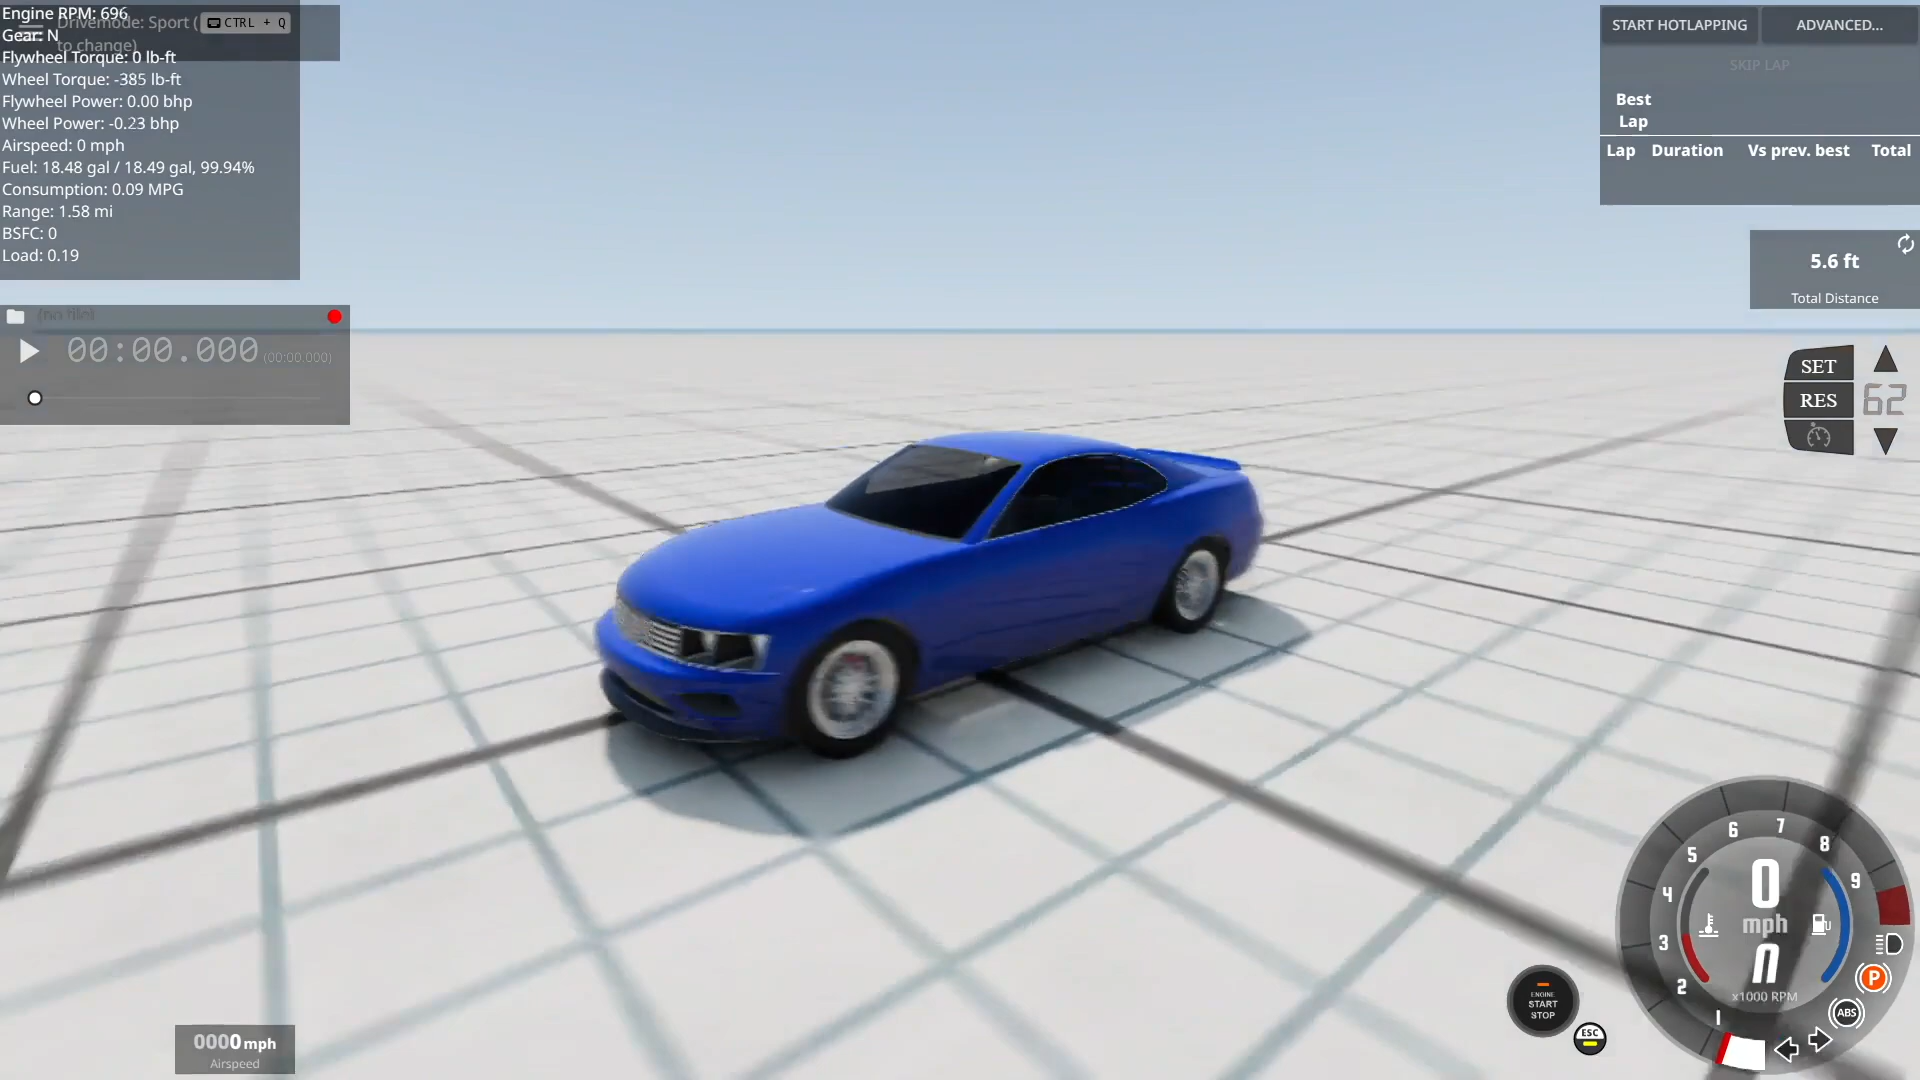 Engine RPM: 696
Drivemode: Sport ( CTRL + Q
to change)
Gear: N
Flywheel Torque: 0 lb-ft
Wheel Torque: -385 lb-ft
Flywheel Power: 0.00 bhp
Wheel Power: -0.23 bhp
Airspeed: 0 mph
Fuel: 18.48 gal / 18.49 gal, 99.94%
Consumption: 0.09 MPG
Range: 1.58 mi
BSFC: 0
Load: 0.19
(no file)
00:00.000 (00:00.000)
START HOTLAPPING ADVANCED...
SKIP LAP
Best
Lap
Lap Duration Vs prev. best Total
5.6 ft
Total Distance
SET
RES
62
0000 mph
Airspeed
ENGINE
START
STOP
ESC
1
2
3
4
5
6
7
8
9
0
mph
n
x1000 RPM
P
ABS